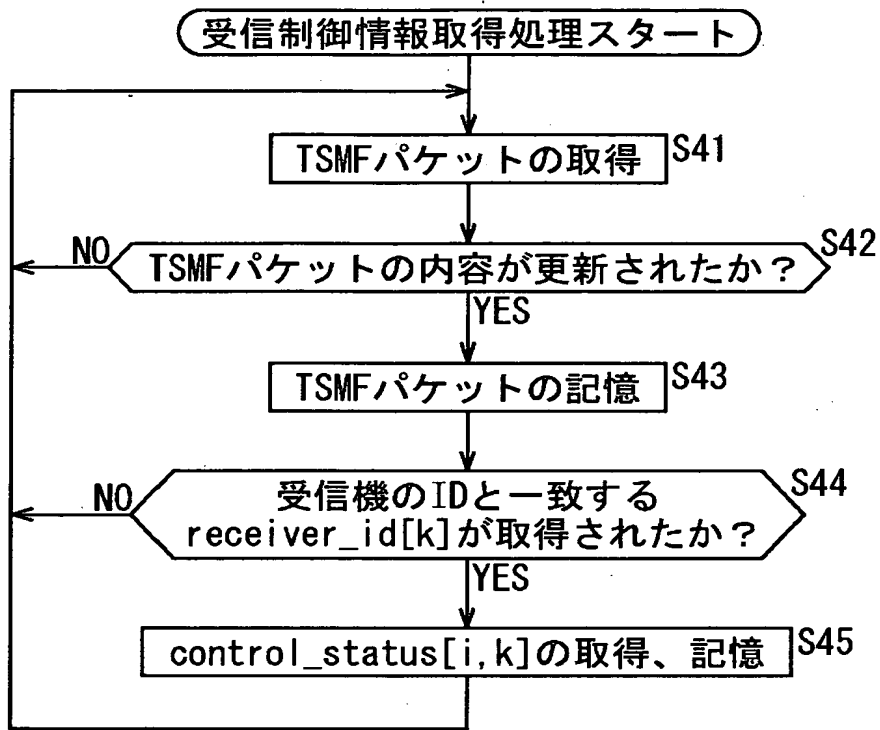 受信制御情報取得処理スタート
TSMFパケットの取得
S41
TSMFパケットの内容が更新されたか？
S42
NO
YES
TSMFパケットの記憶
S43
受信機のIDと一致する
receiver_id[k]が取得されたか？
S44
NO
YES
control_status[i,k]の取得、記憶
S45